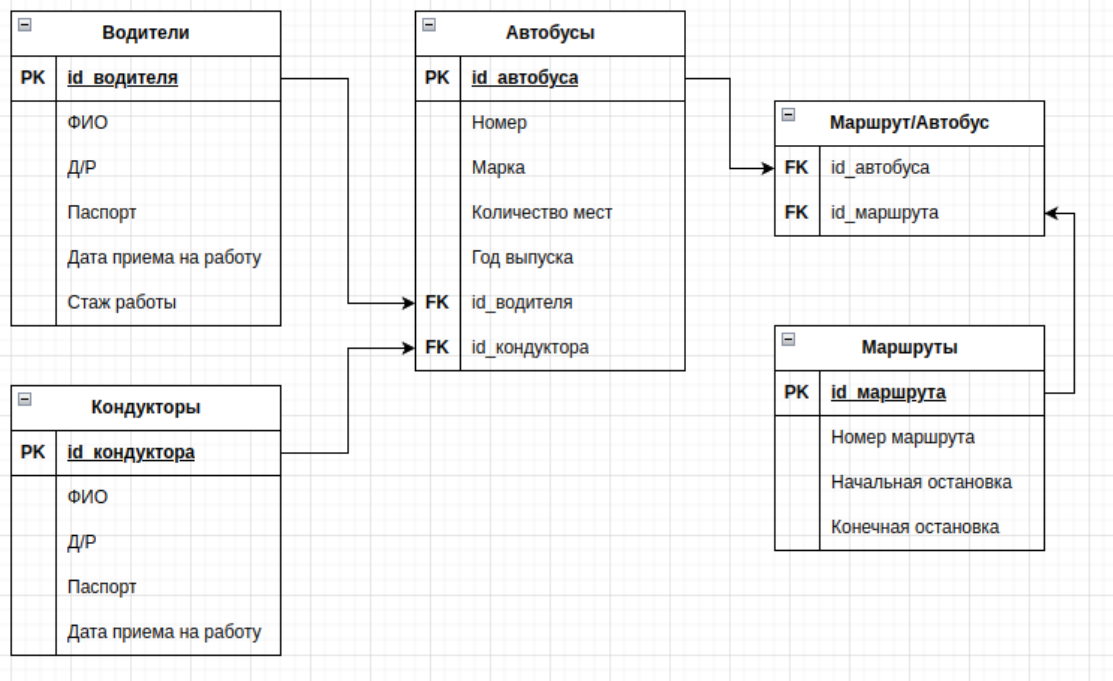 Водители
PK id_водителя
ФИО
Д/Р
Паспорт
Дата приема на работу
Стаж работы
Кондукторы
PK id_кондуктора
ФИО
Д/Р
Паспорт
Дата приема на работу
Автобусы
PK id_автобуса
Номер
Марка
Количество мест
Год выпуска
FK id_водителя
FK id_кондуктора
Маршрут/Автобус
FK id_автобуса
FK id_маршрута
Маршруты
PK id_маршрута
Номер маршрута
Начальная остановка
Конечная остановка